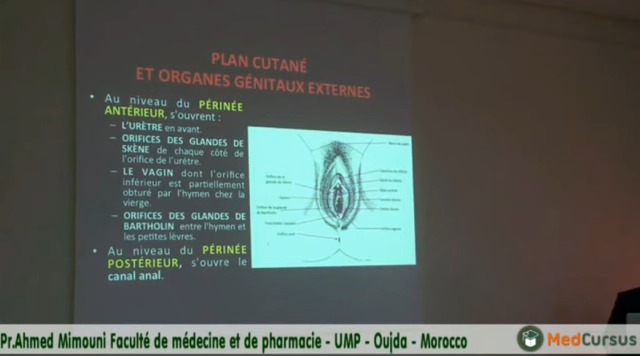 PLAN CUTANÉ
ET ORGANES GÉNITAUX EXTERNES
• Au niveau du PÉRINÉE
ANTÉRIEUR, s'ouvrent :
– L'URÈTRE en avant.
– ORIFICES DES GLANDES DE
SKÈNE de chaque côté de
l'orifice de l'urètre.
– LE VAGIN dont l'orifice
inférieur est partiellement
obturé par l'hymen chez la
vierge.
– ORIFICES DES GLANDES DE
BARTHOLIN entre l'hymen et
les petites lèvres.
• Au niveau du PÉRINÉE
POSTÉRIEUR, s'ouvre le
canal anal.
Pr.Ahmed Mimouni Faculté de médecine et de pharmacie - UMP - Oujda - Morocco
MedCursus